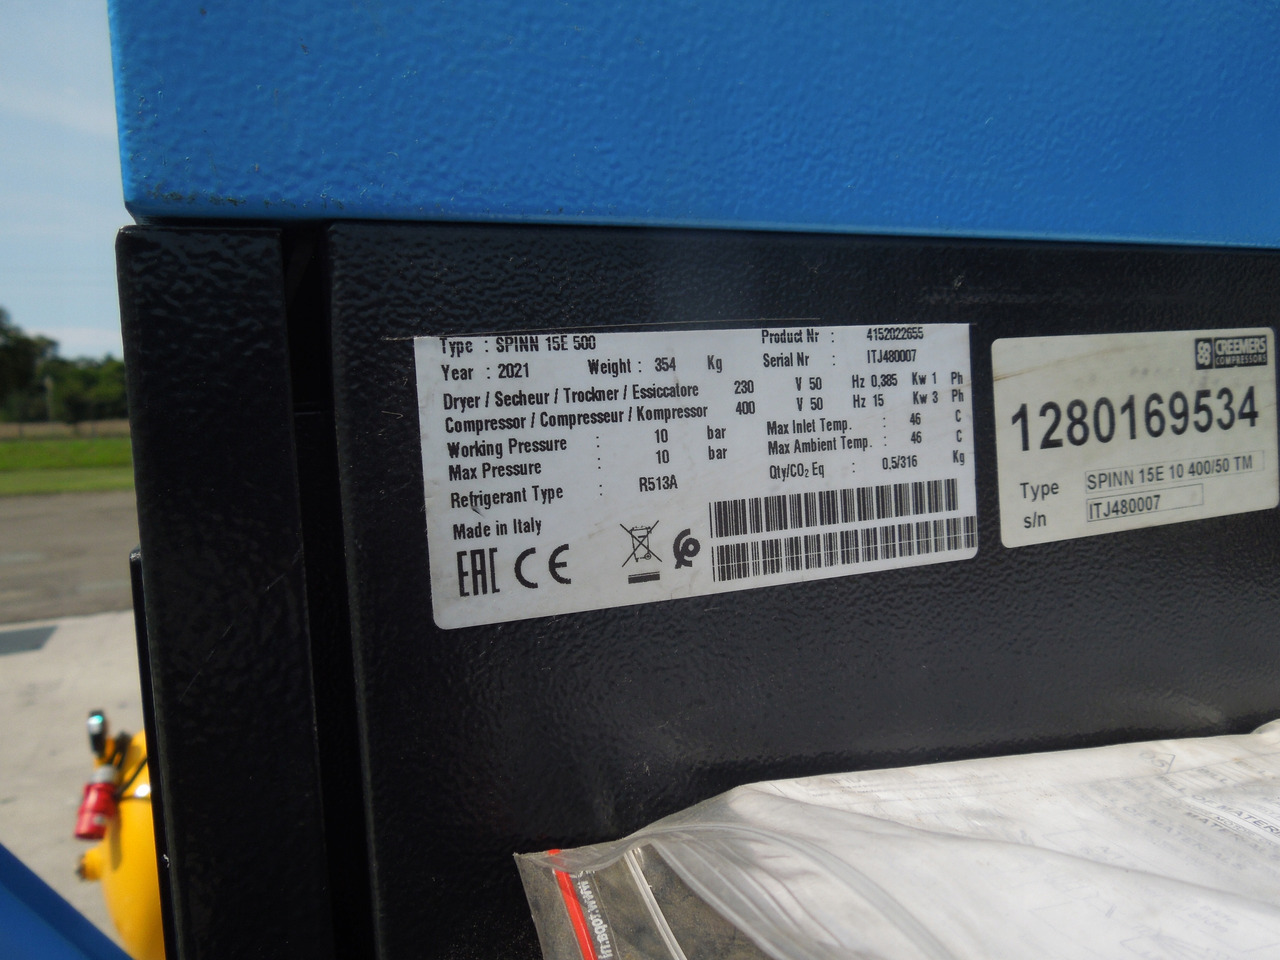 Type : SPINN 15E 500
Product Nr : 4152022655
Year : 2021 Weight : 354 Kg
Serial Nr : ITJ480007
Dryer / Secheur / Trockner / Essiccatore 230 V 50 Hz 0,385 Kw 1 Ph
Compressor / Compresseur / Kompressor 400 V 50 Hz 15 Kw 3 Ph
Working Pressure : 10 bar
Max Inlet Temp. : 46 C
Max Pressure : 10 bar
Max Ambient Temp. : 46 C
Refrigerant Type : R513A
Qty/CO₂ Eq : 0,5/316 Kg
Made in Italy
EAC CE
CREEMERS
COMPRESSORS
1280169534
Type SPINN 15E 10 400/50 TM
s/n ITJ480007